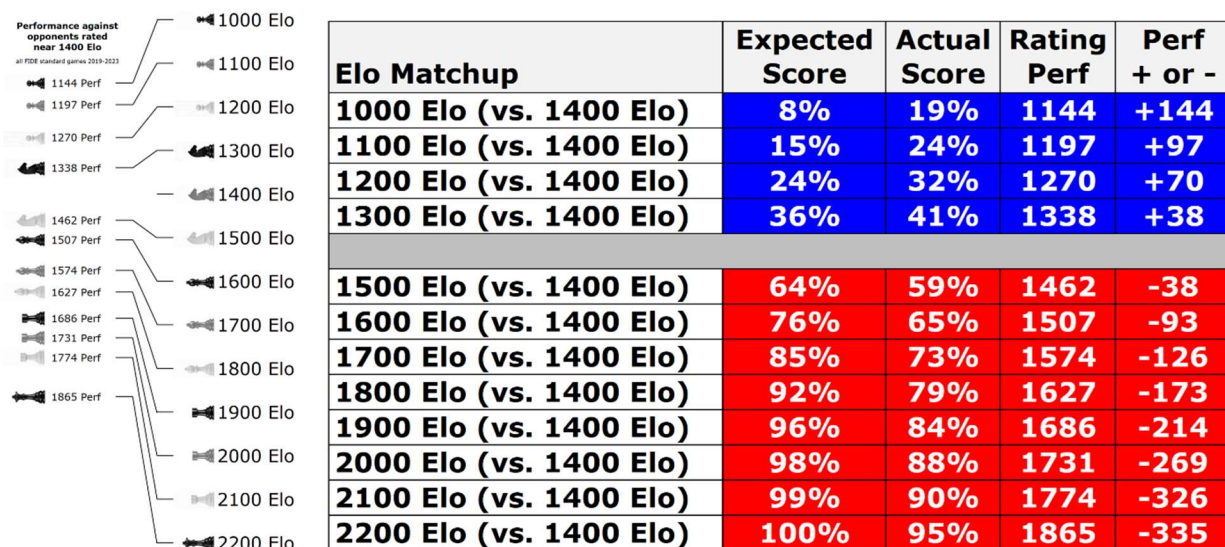 Performance against
opponents rated
near 1400 Elo
all FIDE standard games 2019-2023
1144 Perf
1197 Perf
1270 Perf
1338 Perf
1462 Perf
1507 Perf
1574 Perf
1627 Perf
1686 Perf
1731 Perf
1774 Perf
1865 Perf
1000 Elo
1100 Elo
1200 Elo
1300 Elo
1400 Elo
1500 Elo
1600 Elo
1700 Elo
1800 Elo
1900 Elo
2000 Elo
2100 Elo
2200 Elo
Elo Matchup Expected Score Actual Score Rating Perf Perf + or -
1000 Elo (vs. 1400 Elo) 8% 19% 1144 +144
1100 Elo (vs. 1400 Elo) 15% 24% 1197 +97
1200 Elo (vs. 1400 Elo) 24% 32% 1270 +70
1300 Elo (vs. 1400 Elo) 36% 41% 1338 +38
1500 Elo (vs. 1400 Elo) 64% 59% 1462 -38
1600 Elo (vs. 1400 Elo) 76% 65% 1507 -93
1700 Elo (vs. 1400 Elo) 85% 73% 1574 -126
1800 Elo (vs. 1400 Elo) 92% 79% 1627 -173
1900 Elo (vs. 1400 Elo) 96% 84% 1686 -214
2000 Elo (vs. 1400 Elo) 98% 88% 1731 -269
2100 Elo (vs. 1400 Elo) 99% 90% 1774 -326
2200 Elo (vs. 1400 Elo) 100% 95% 1865 -335